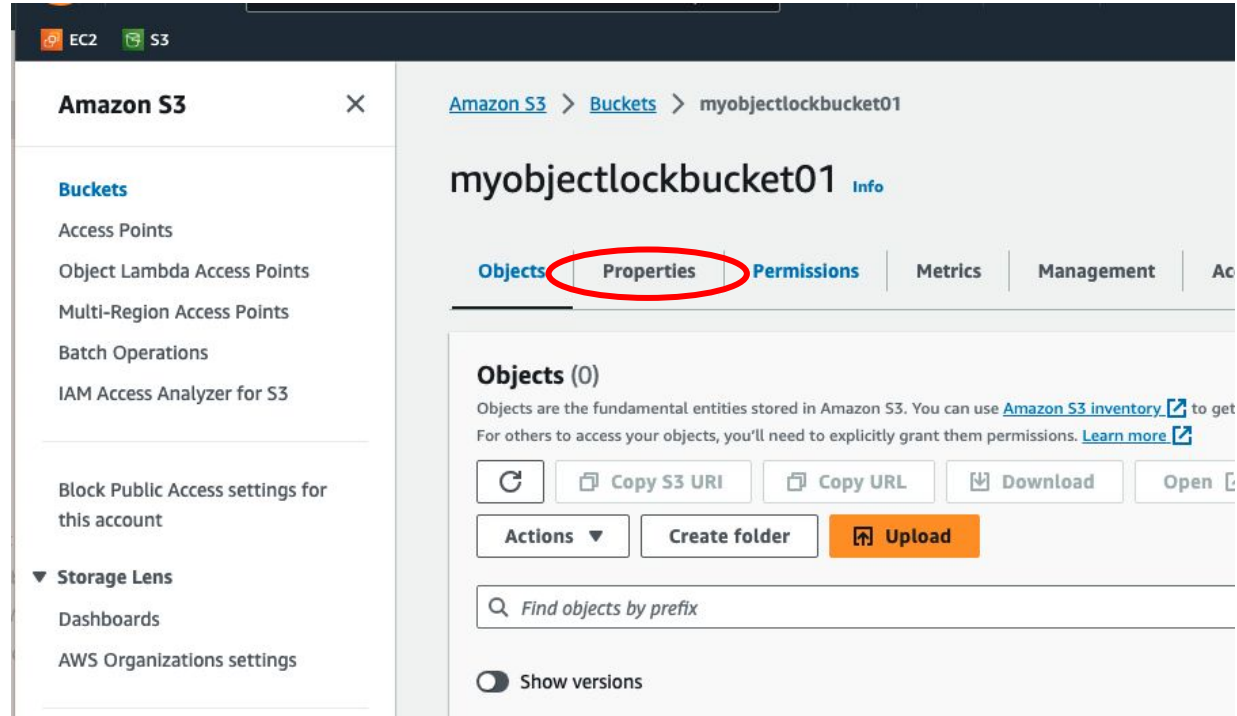 EC2 S3
Amazon S3
Buckets
Access Points
Object Lambda Access Points
Multi-Region Access Points
Batch Operations
IAM Access Analyzer for S3
Block Public Access settings for
this account
Storage Lens
Dashboards
AWS Organizations settings
Amazon S3 > Buckets > myobjectlockbucket01
myobjectlockbucket01 Info
Objects Properties Permissions Metrics Management
Objects (0)
Objects are the fundamental entities stored in Amazon S3. You can use Amazon S3 inventory to get
For others to access your objects, you'll need to explicitly grant them permissions. Learn more
Copy S3 URI Copy URL Download Open
Actions Create folder Upload
Find objects by prefix
Show versions